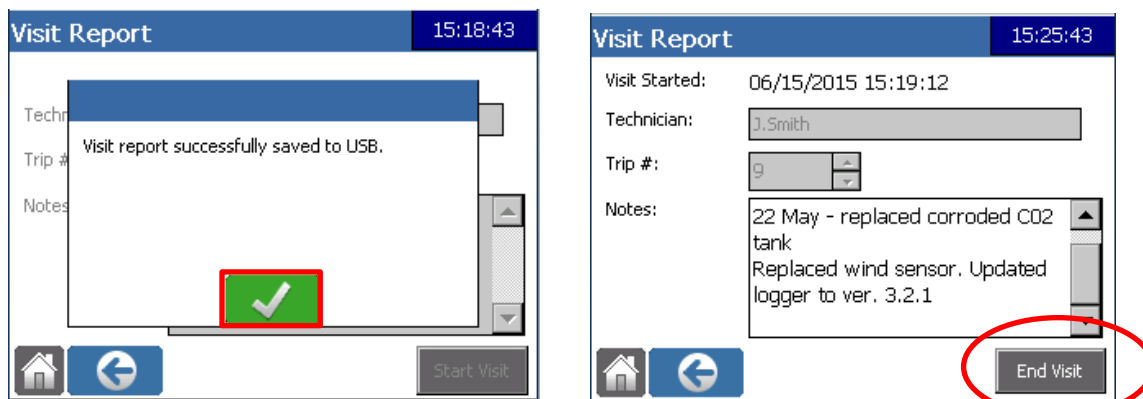 Visit Report
15:18:43
Techn
Visit report successfully saved to USB.
Trip #
Notes
Start Visit
Visit Report
15:25:43
Visit Started: 06/15/2015 15:19:12
Technician: J.Smith
Trip #: 9
Notes: 22 May - replaced corroded C02
tank
Replaced wind sensor. Updated
logger to ver. 3.2.1
End Visit